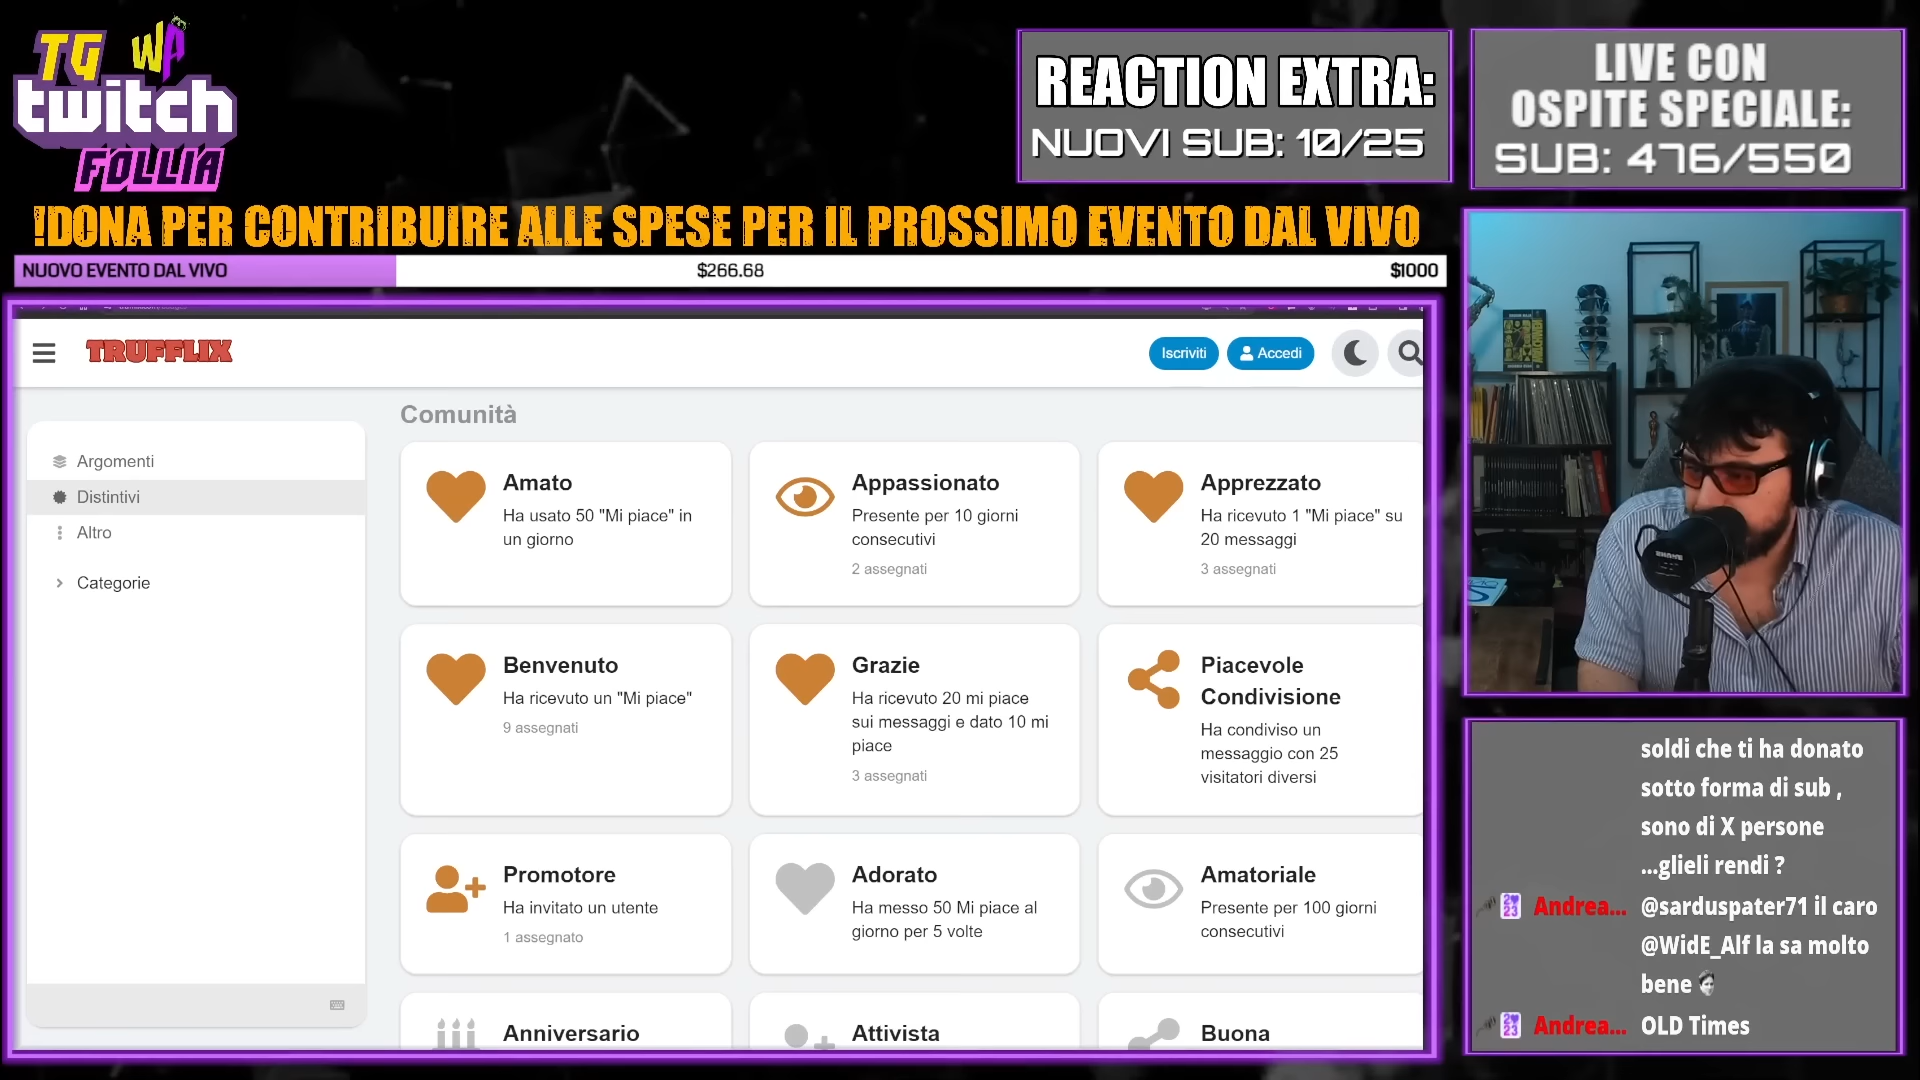 TG WA
twitch
FOLLIA
REACTION EXTRA:
NUOVI SUB: 10/25
LIVE CON
OSPITE SPECIALE:
SUB: 476/550
!DONA PER CONTRIBUIRE ALLE SPESE PER IL PROSSIMO EVENTO DAL VIVO
NUOVO EVENTO DAL VIVO $266.68 $1000
TRUFFLIX
Iscriviti Accedi
Argomenti
Distintivi
Altro
Categorie
Comunità
Amato
Ha usato 50 "Mi piace" in
un giorno
Appassionato
Presente per 10 giorni
consecutivi
2 assegnati
Apprezzato
Ha ricevuto 1 "Mi piace" su
20 messaggi
3 assegnati
Benvenuto
Ha ricevuto un "Mi piace"
9 assegnati
Grazie
Ha ricevuto 20 mi piace
sui messaggi e dato 10 mi
piace
3 assegnati
Piacevole
Condivisione
Ha condiviso un
messaggio con 25
visitatori diversi
Promotore
Ha invitato un utente
1 assegnato
Adorato
Ha messo 50 Mi piace al
giorno per 5 volte
Amatoriale
Presente per 100 giorni
consecutivi
Anniversario
Attivista
Buona
soldi che ti ha donato
sotto forma di sub ,
sono di X persone
...glieli rendi ?
Andrea... @sarduspater71 il caro
@WidE_Alf la sa molto
bene
Andrea... OLD Times